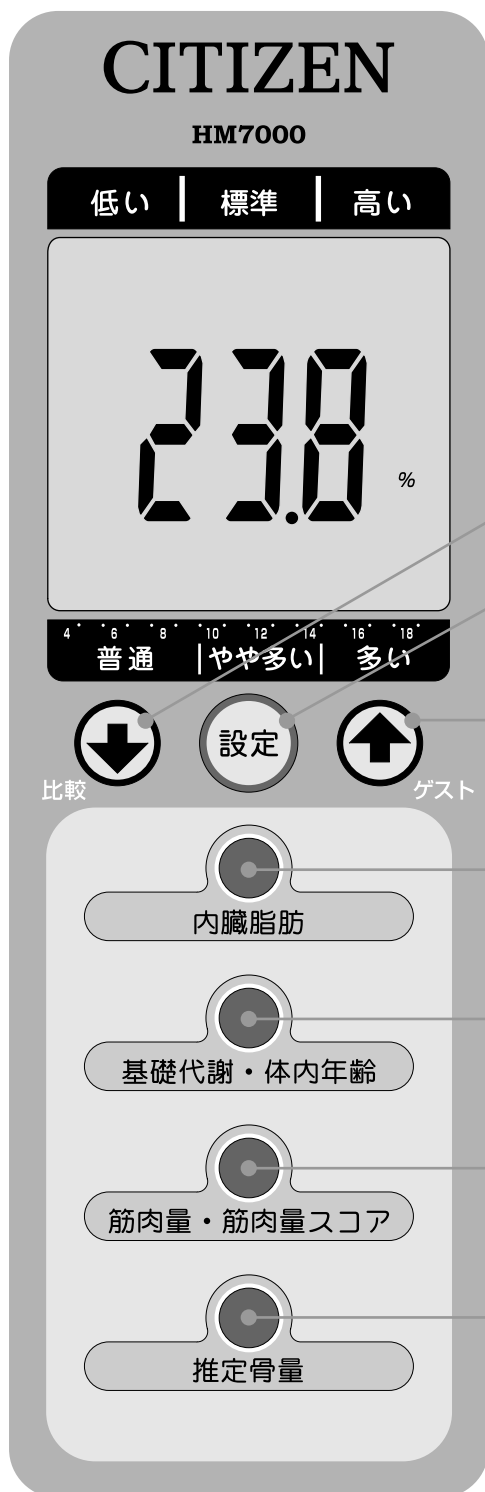 CITIZEN
HM7000
低い 標準 高い
23.8 %
4 6 8 10 12 14 16 18
普通 やや多い 多い
設定
比較 ゲスト
内臓脂肪
基礎代謝・体内年齢
筋肉量・筋肉量スコア
推定骨量